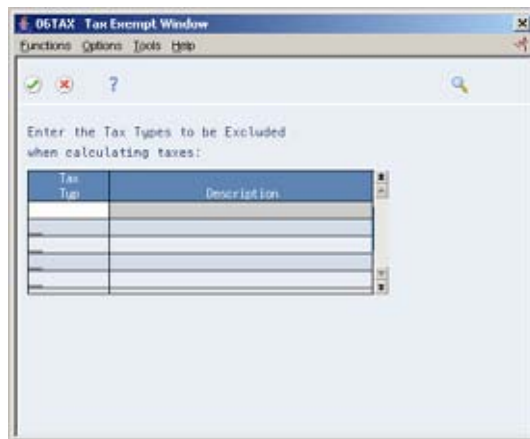 06TAX Tax Exempt Window
Functions Options Tools Help
?
Enter the Tax Types to be Excluded
when calculating taxes:
Tax
Typ
Description